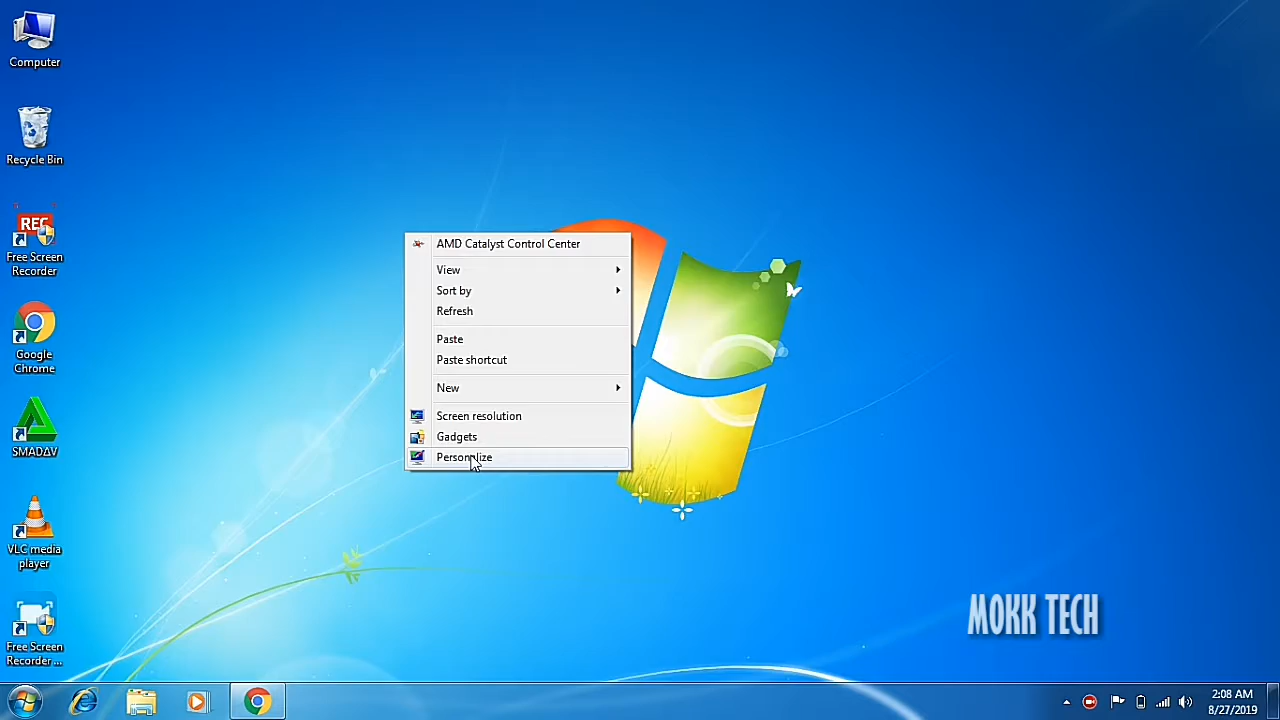 Computer
Recycle Bin
REC
Free Screen
Recorder
Google
Chrome
SMADΔV
VLC media
player
Free Screen
Recorder ...
AMD Catalyst Control Center
View
Sort by
Refresh
Paste
Paste shortcut
New
Screen resolution
Gadgets
Personalize
MOKK TECH
2:08 AM
8/27/2019